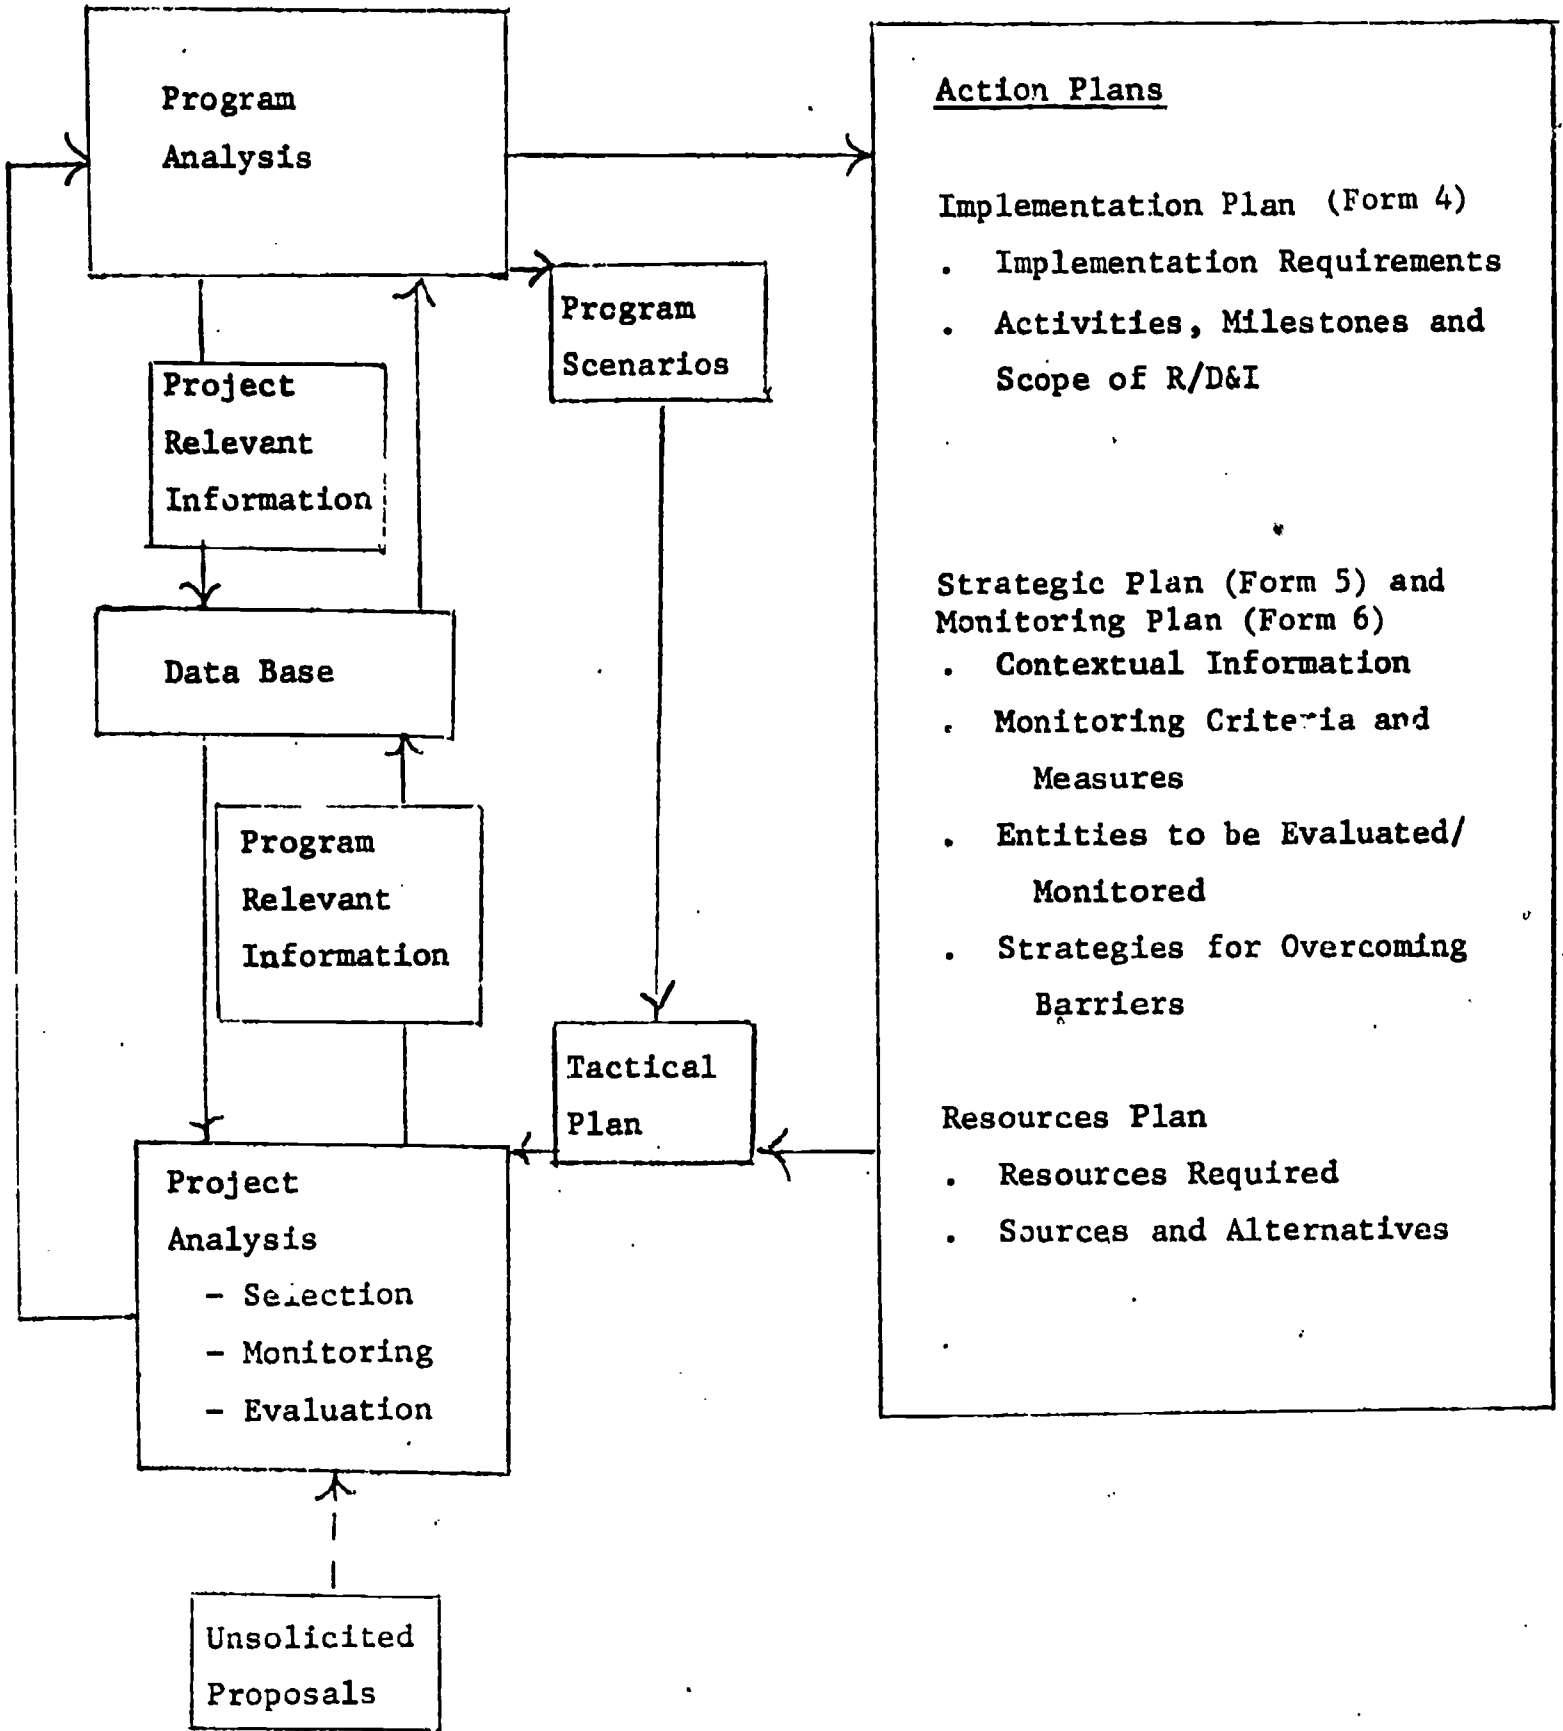 Program
Analysis
Project
Relevant
Information
Program
Scenarios
Data Base
Program
Relevant
Information
Tactical
Plan
Project
Analysis
- Selection
- Monitoring
- Evaluation
Unsolicited
Proposals
Action Plans
Implementation Plan (Form 4)
. Implementation Requirements
. Activities, Milestones and
Scope of R/D&I
Strategic Plan (Form 5) and
Monitoring Plan (Form 6)
. Contextual Information
. Monitoring Criteria and
Measures
. Entities to be Evaluated/
Monitored
. Strategies for Overcoming
Barriers
Resources Plan
. Resources Required
. Sources and Alternatives